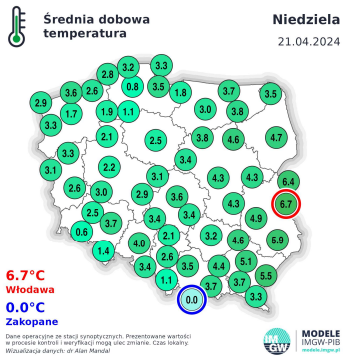 Średnia dobowa
temperatura
Niedziela
21.04.2024
2.8 3.2 3.3
2.9 3.6 2.6 0.8 3.5 1.8 3.7 3.5
3.3 1.7 1.9 1.1 3.0 3.8
2.1 2.5 3.8 4.6 4.7
3.3 3.4
3.1 2.2 3.1 4.3 4.3 6.4
2.6 3.0 2.9 3.6 4.3 6.7
2.5 3.7 3.4 3.4 4.9
0.6 4.0 2.1 3.2 4.6 6.9
1.4 2.6
3.4 3.5 4.4 5.1 5.5
1.1 3.7 3.7 3.3
0.0
6.7°C
Włodawa
0.0°C
Zakopane
Dane operacyjne ze stacji synoptycznych. Prezentowane wartości
w procesie kontroli i weryfikacji mogą ulec zmianie. Czas lokalny.
Wizualizacja danych: dr Alan Mandal
IM
GW
MODELE
IMGW-PIB
modele.imgw.pl